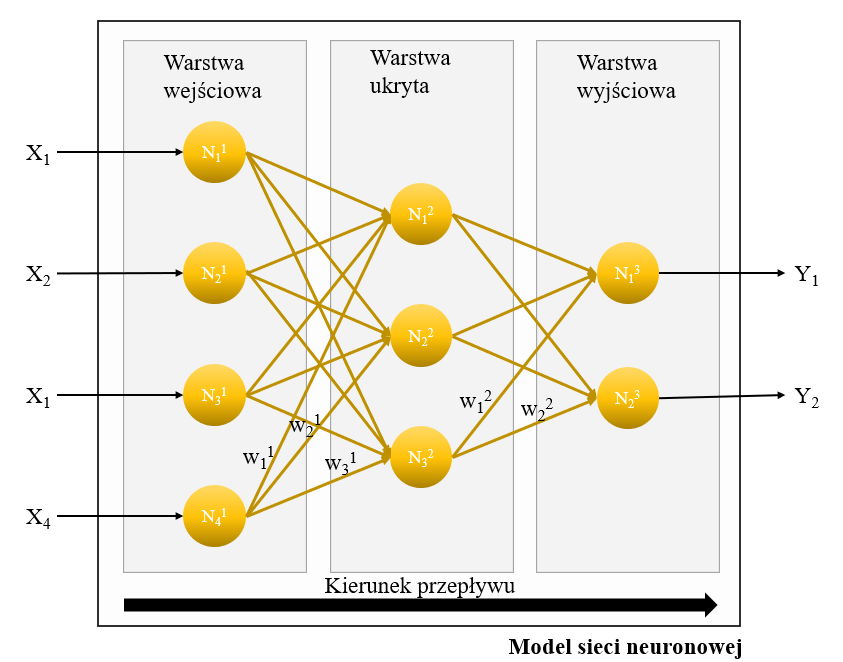 Warstwa
wejściowa
Warstwa
ukryta
Warstwa
wyjściowa
X₁
N₁¹
X₂
N₂¹
X₁
N₃¹
X₄
N₄¹
N₁²
N₂²
N₃²
w₁¹
w₂¹
w₃¹
w₁²
w₂²
N₁³
N₂³
Y₁
Y₂
Kierunek przepływu
Model sieci neuronowej